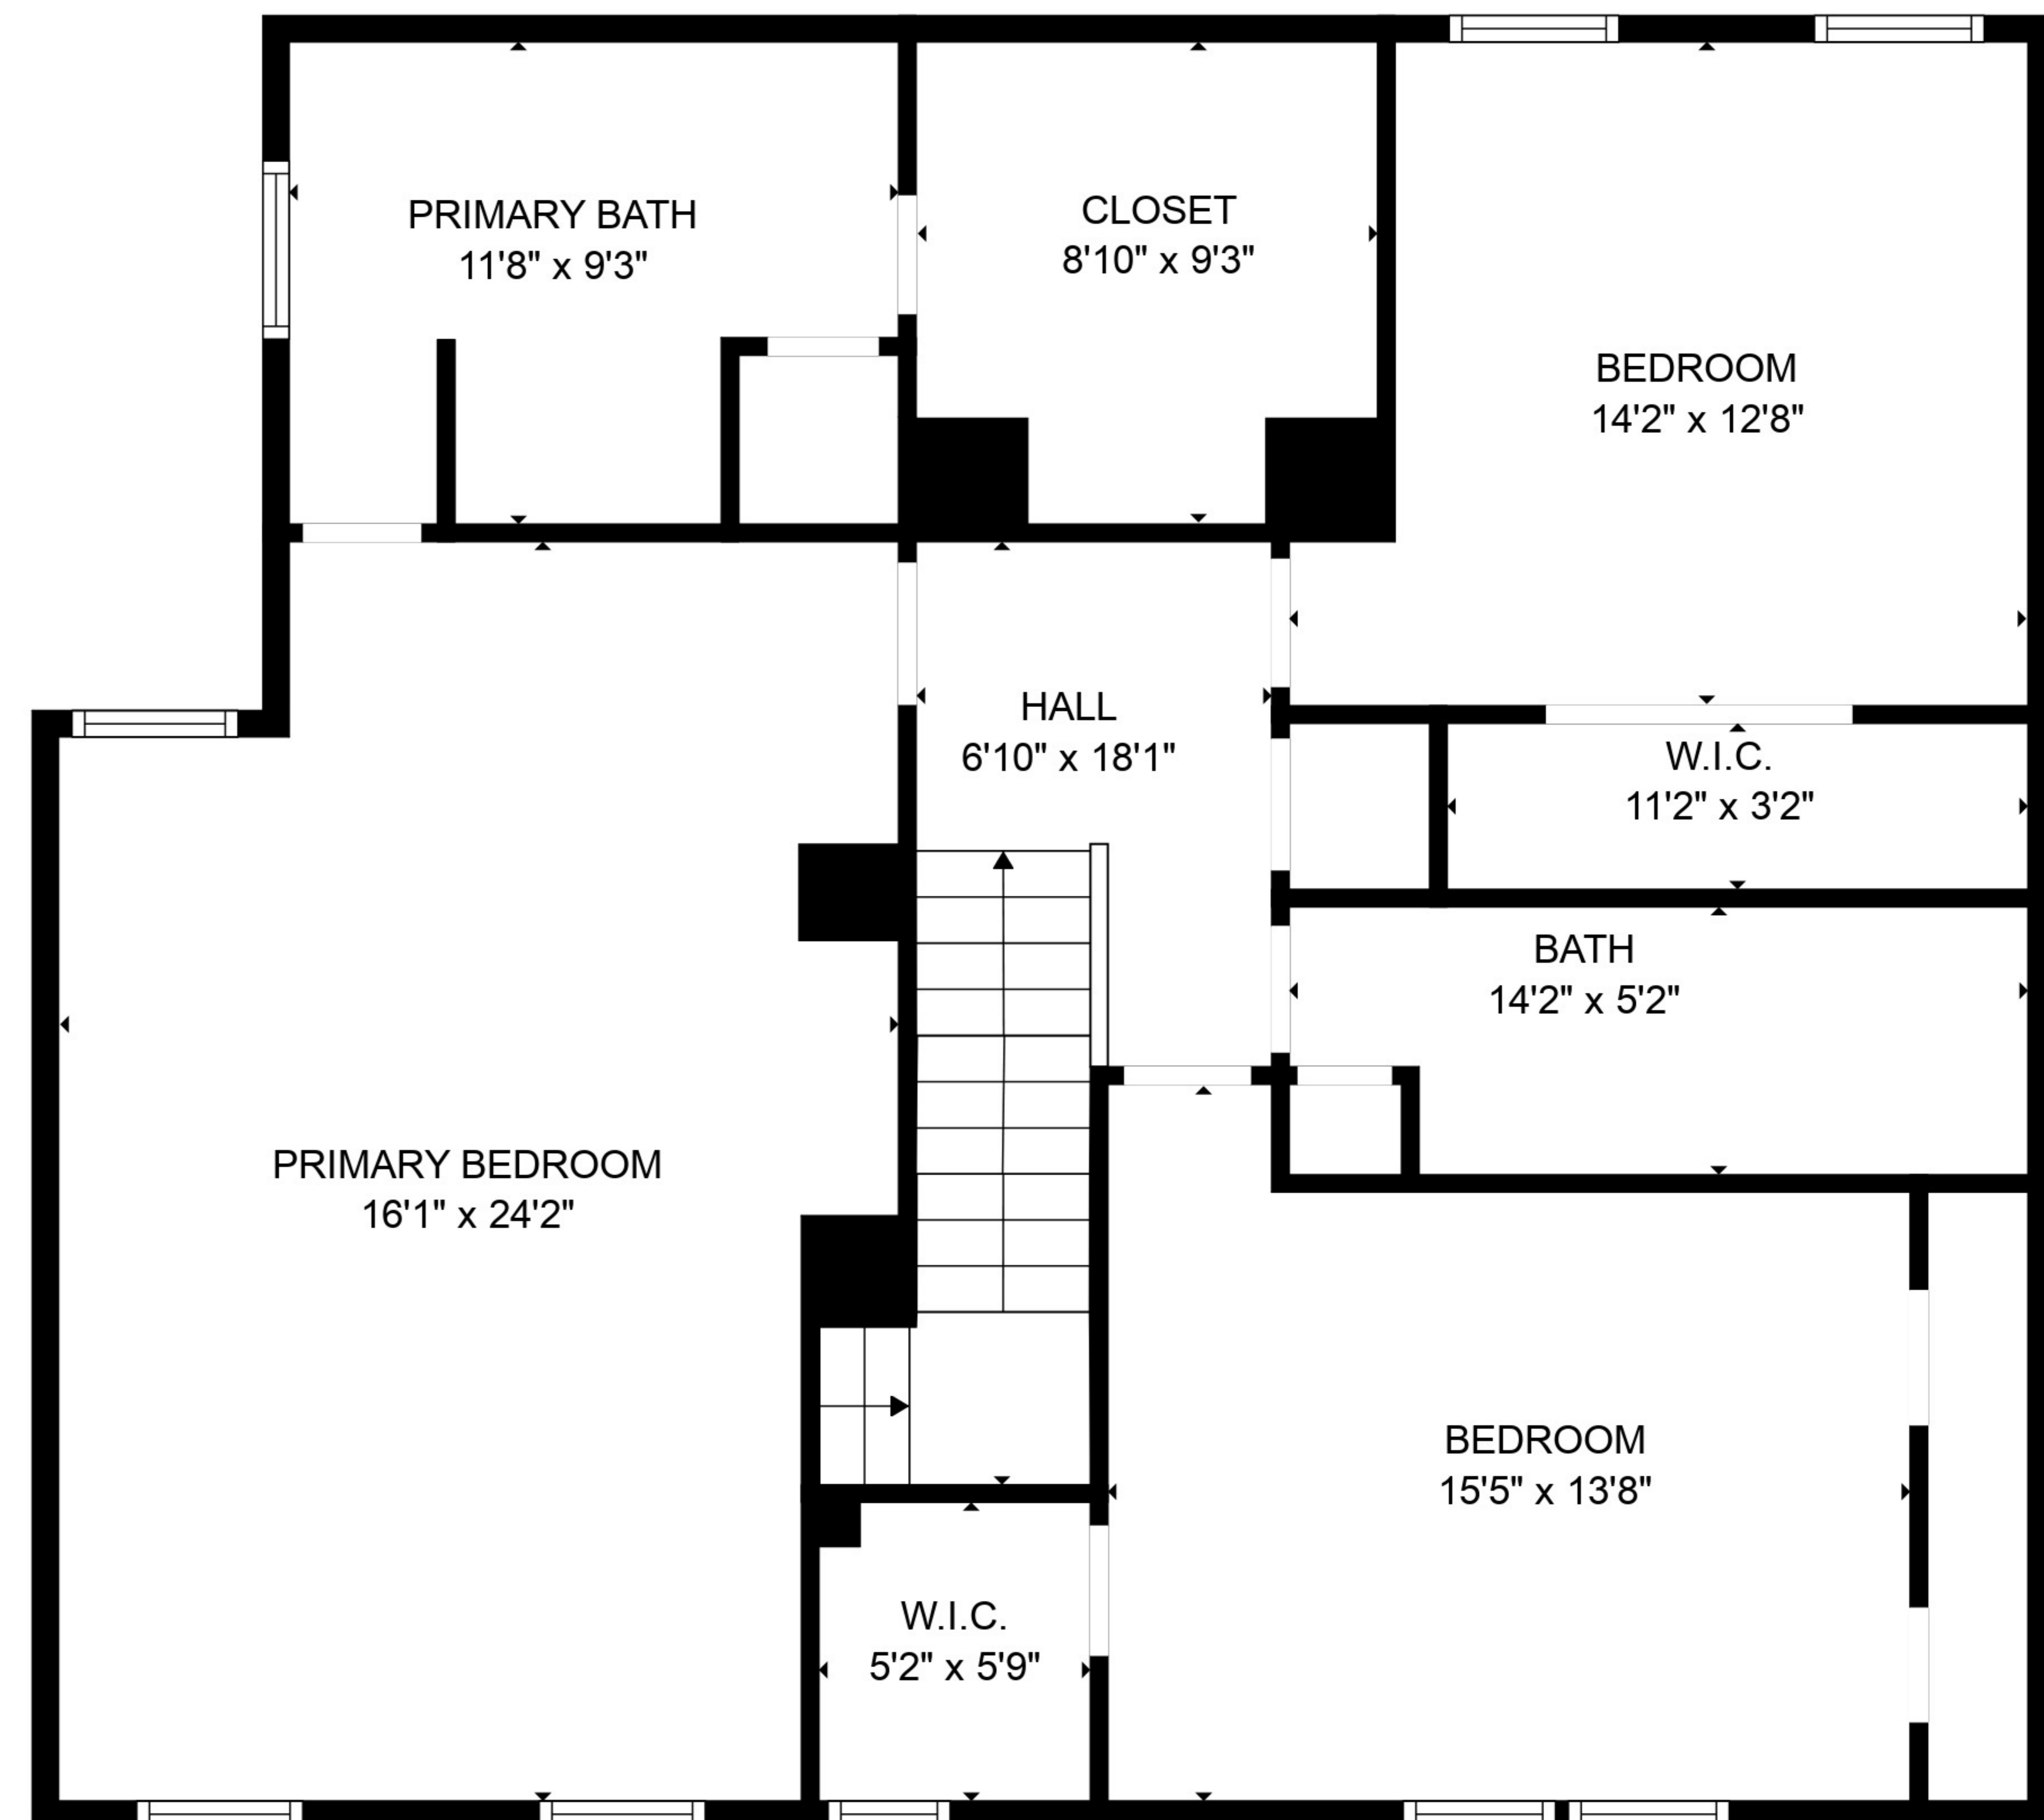 PRIMARY BATH
11'8" x 9'3"
CLOSET
8'10" x 9'3"
BEDROOM
14'2" x 12'8"
HALL
6'10" x 18'1"
W.I.C.
11'2" x 3'2"
BATH
14'2" x 5'2"
PRIMARY BEDROOM
16'1" x 24'2"
BEDROOM
15'5" x 13'8"
W.I.C.
5'2" x 5'9"